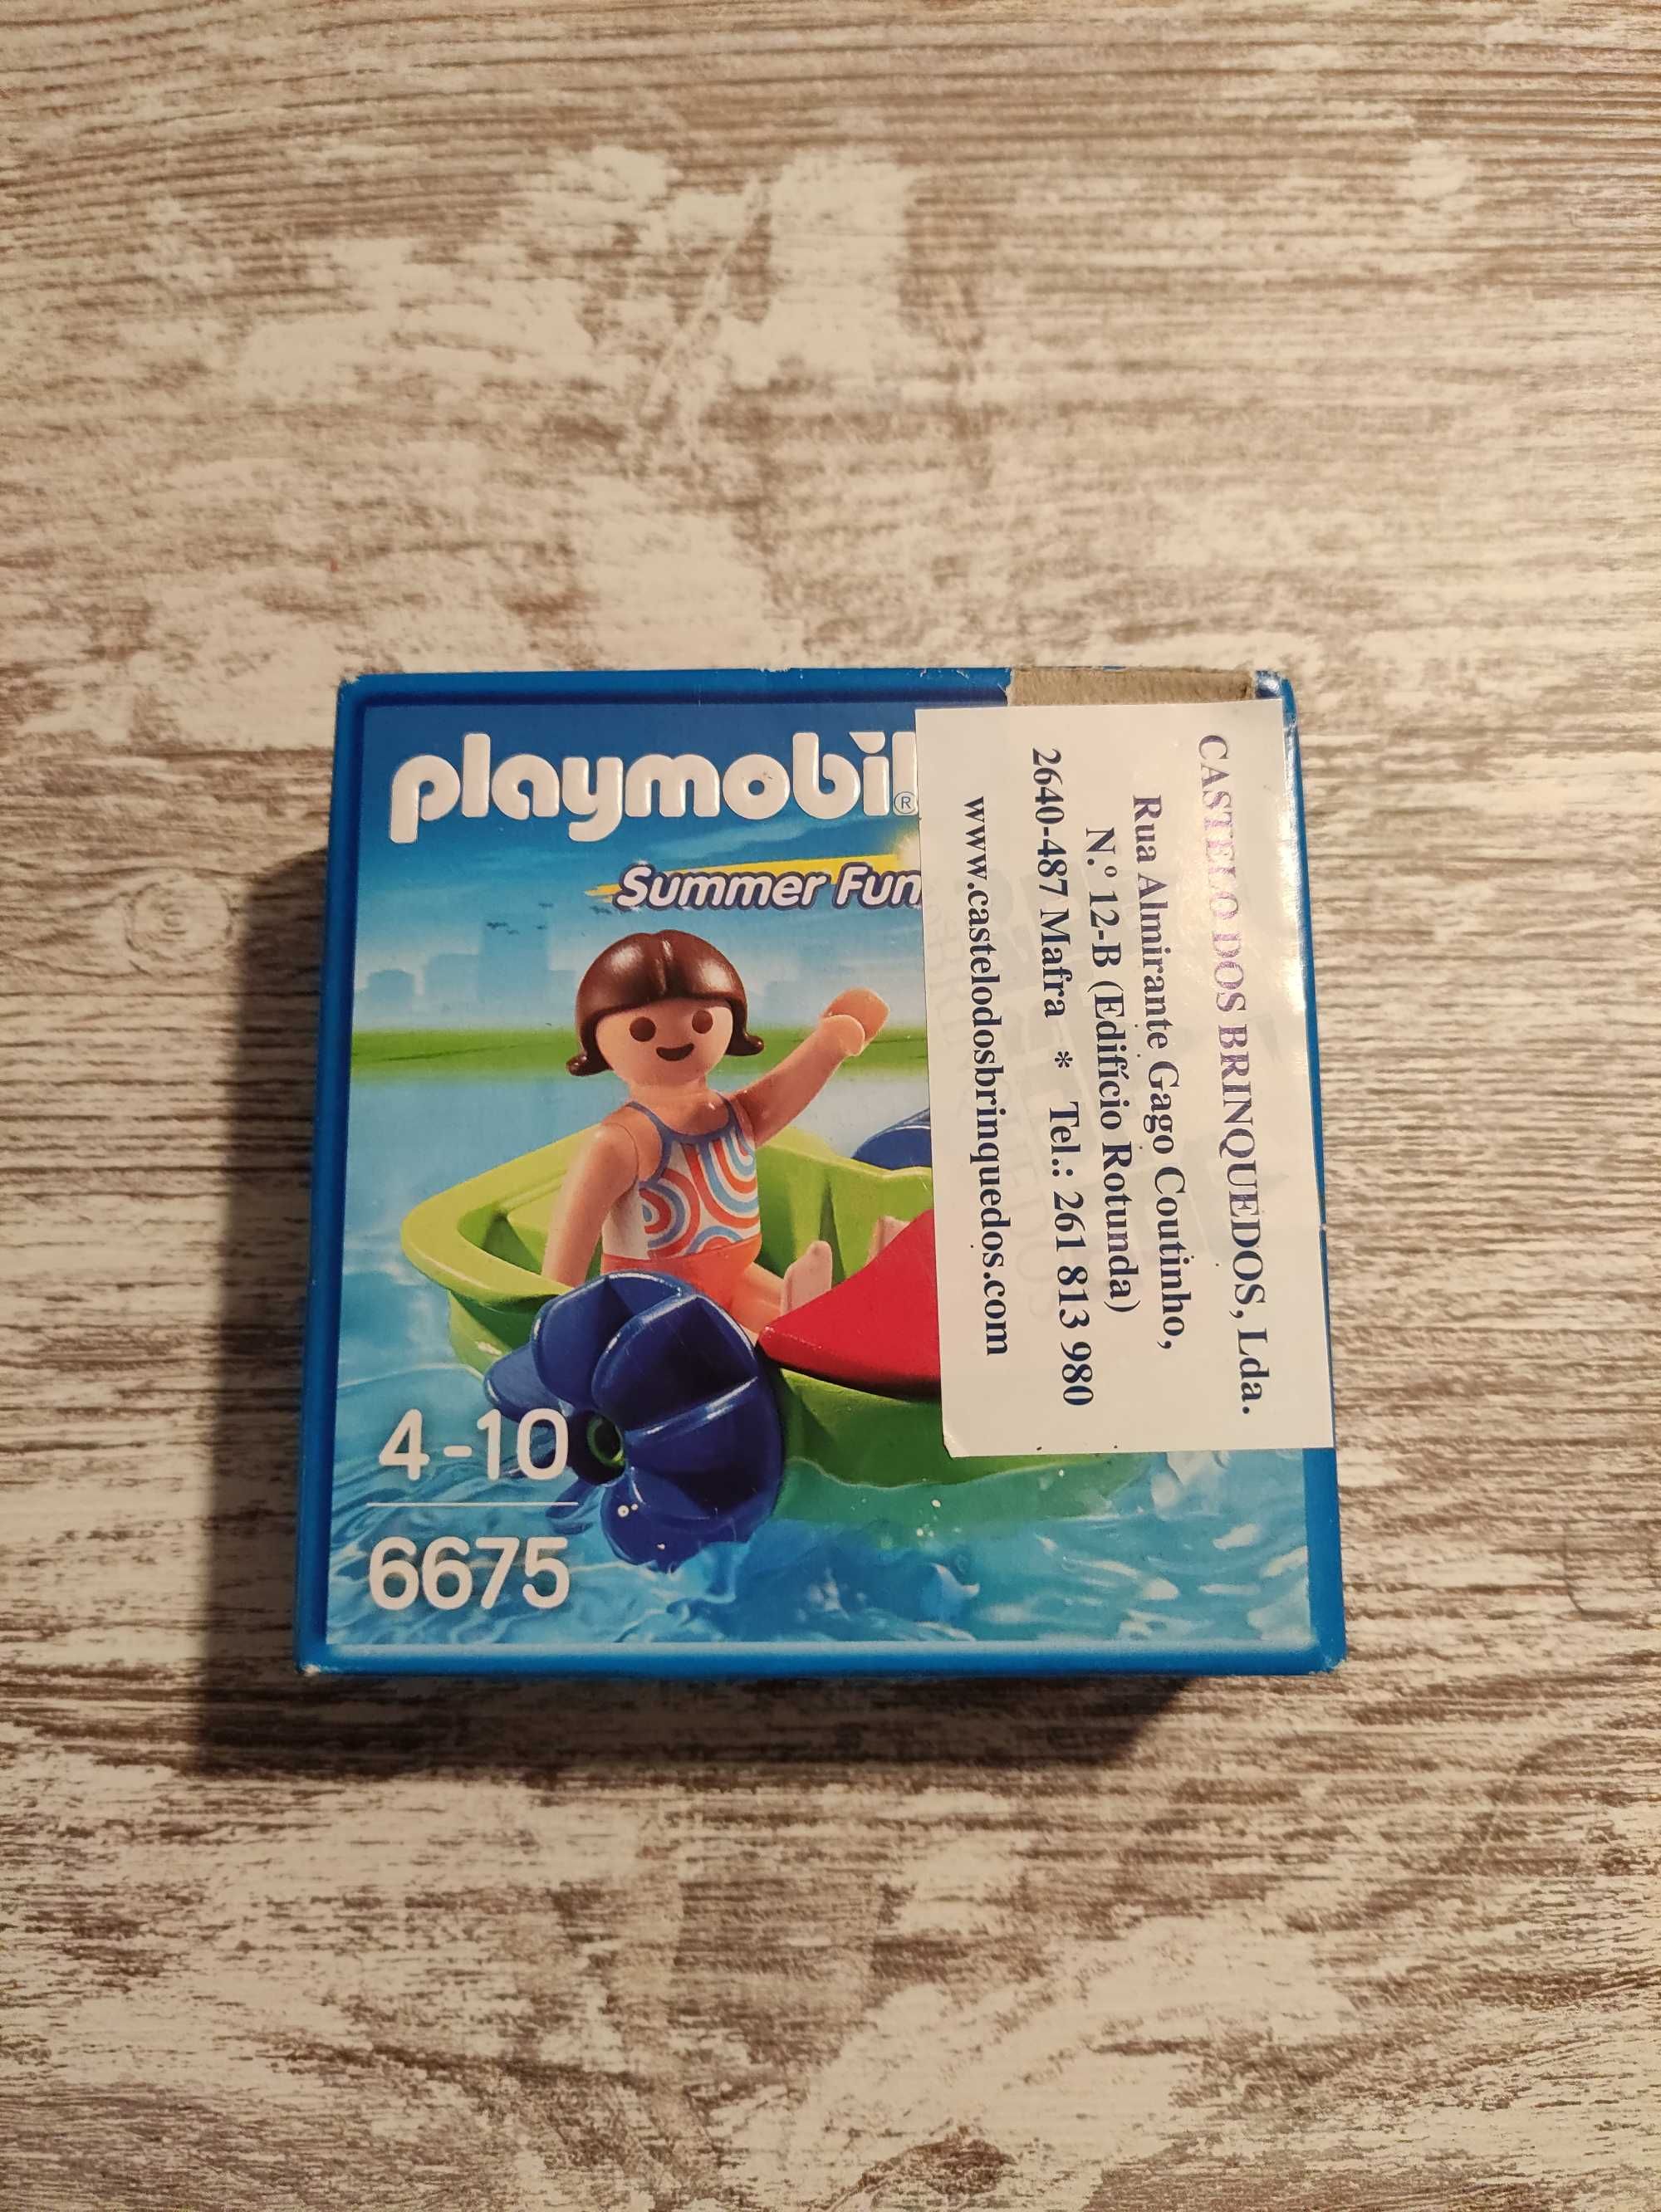 playmobil®
Summer Fun
4-10
6675
CASTELO DOS BRINQUEDOS, Lda.
Rua Almirante Gago Coutinho,
N.º 12-B (Edifício Rotunda)
2640-487 Mafra * Tel.: 261 813 980
www.castelodosbrinquedos.com